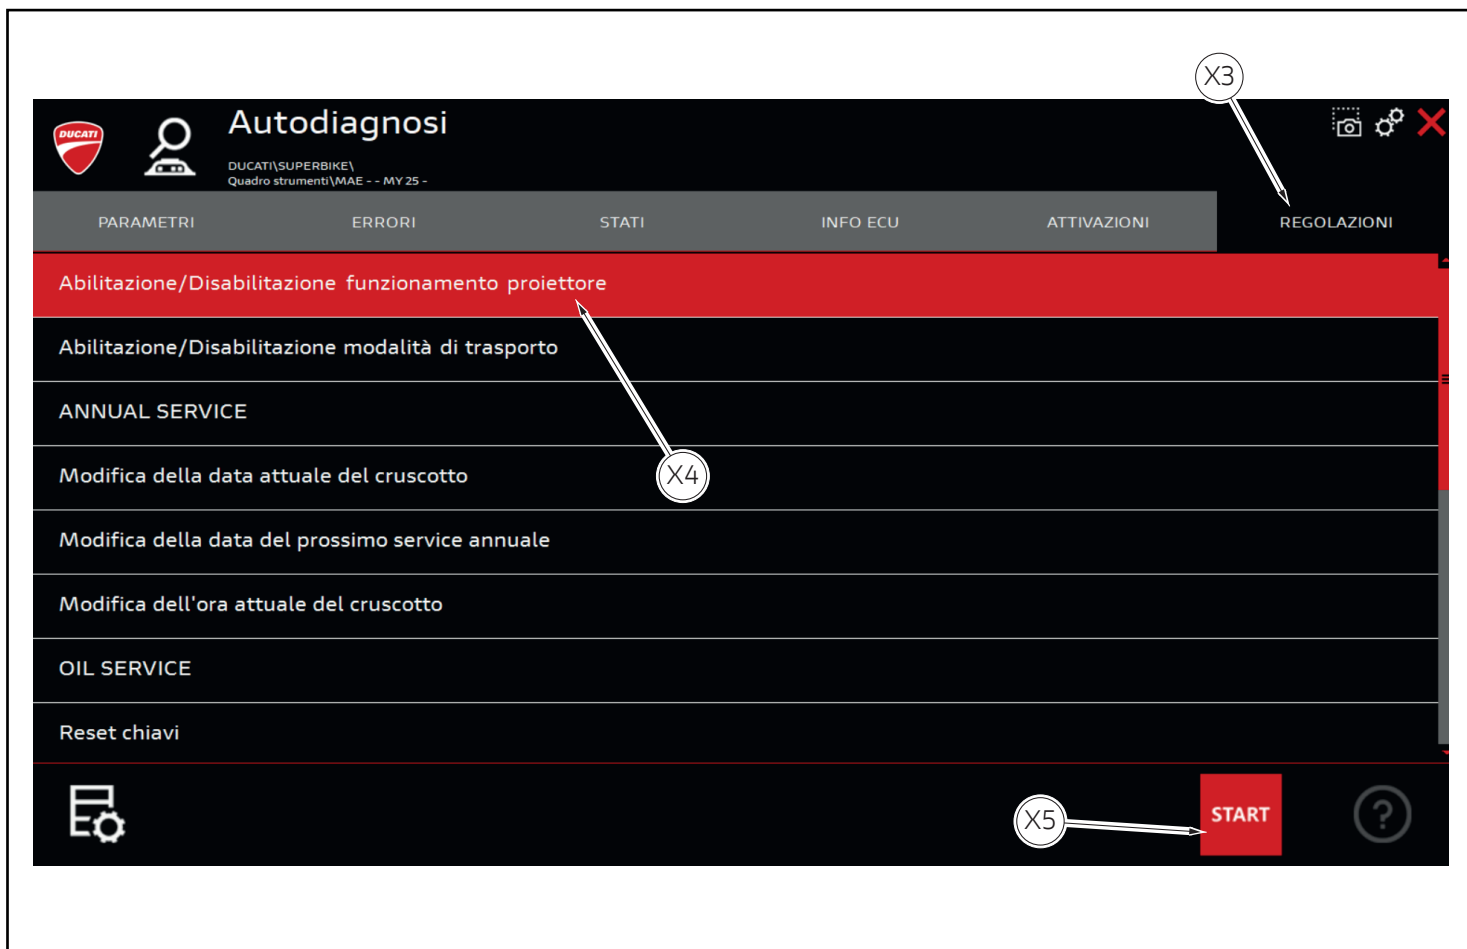 X3
DUCATI
Autodiagnosi
DUCATI\SUPERBIKE\
Quadro strumenti\MAE - - MY 25 -
PARAMETRI ERRORI STATI INFO ECU ATTIVAZIONI REGOLAZIONI
Abilitazione/Disabilitazione funzionamento proiettore
Abilitazione/Disabilitazione modalità di trasporto
ANNUAL SERVICE
Modifica della data attuale del cruscotto
X4
Modifica della data del prossimo service annuale
Modifica dell'ora attuale del cruscotto
OIL SERVICE
Reset chiavi
X5
START
?